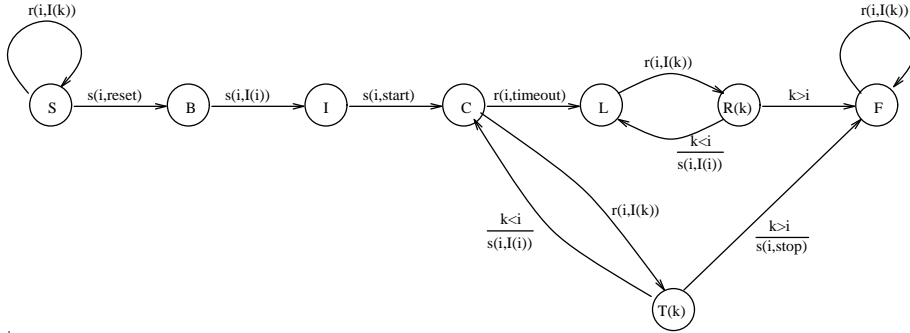 r(i,I(k))
r(i,I(k))
S
s(i,reset)
B
s(i,I(i))
I
s(i,start)
C
r(i,timeout)
L
r(i,I(k))
R(k)
k>i
F
k<i
s(i,I(i))
k<i
s(i,I(i))
r(i,I(k))
k>i
s(i,stop)
T(k)